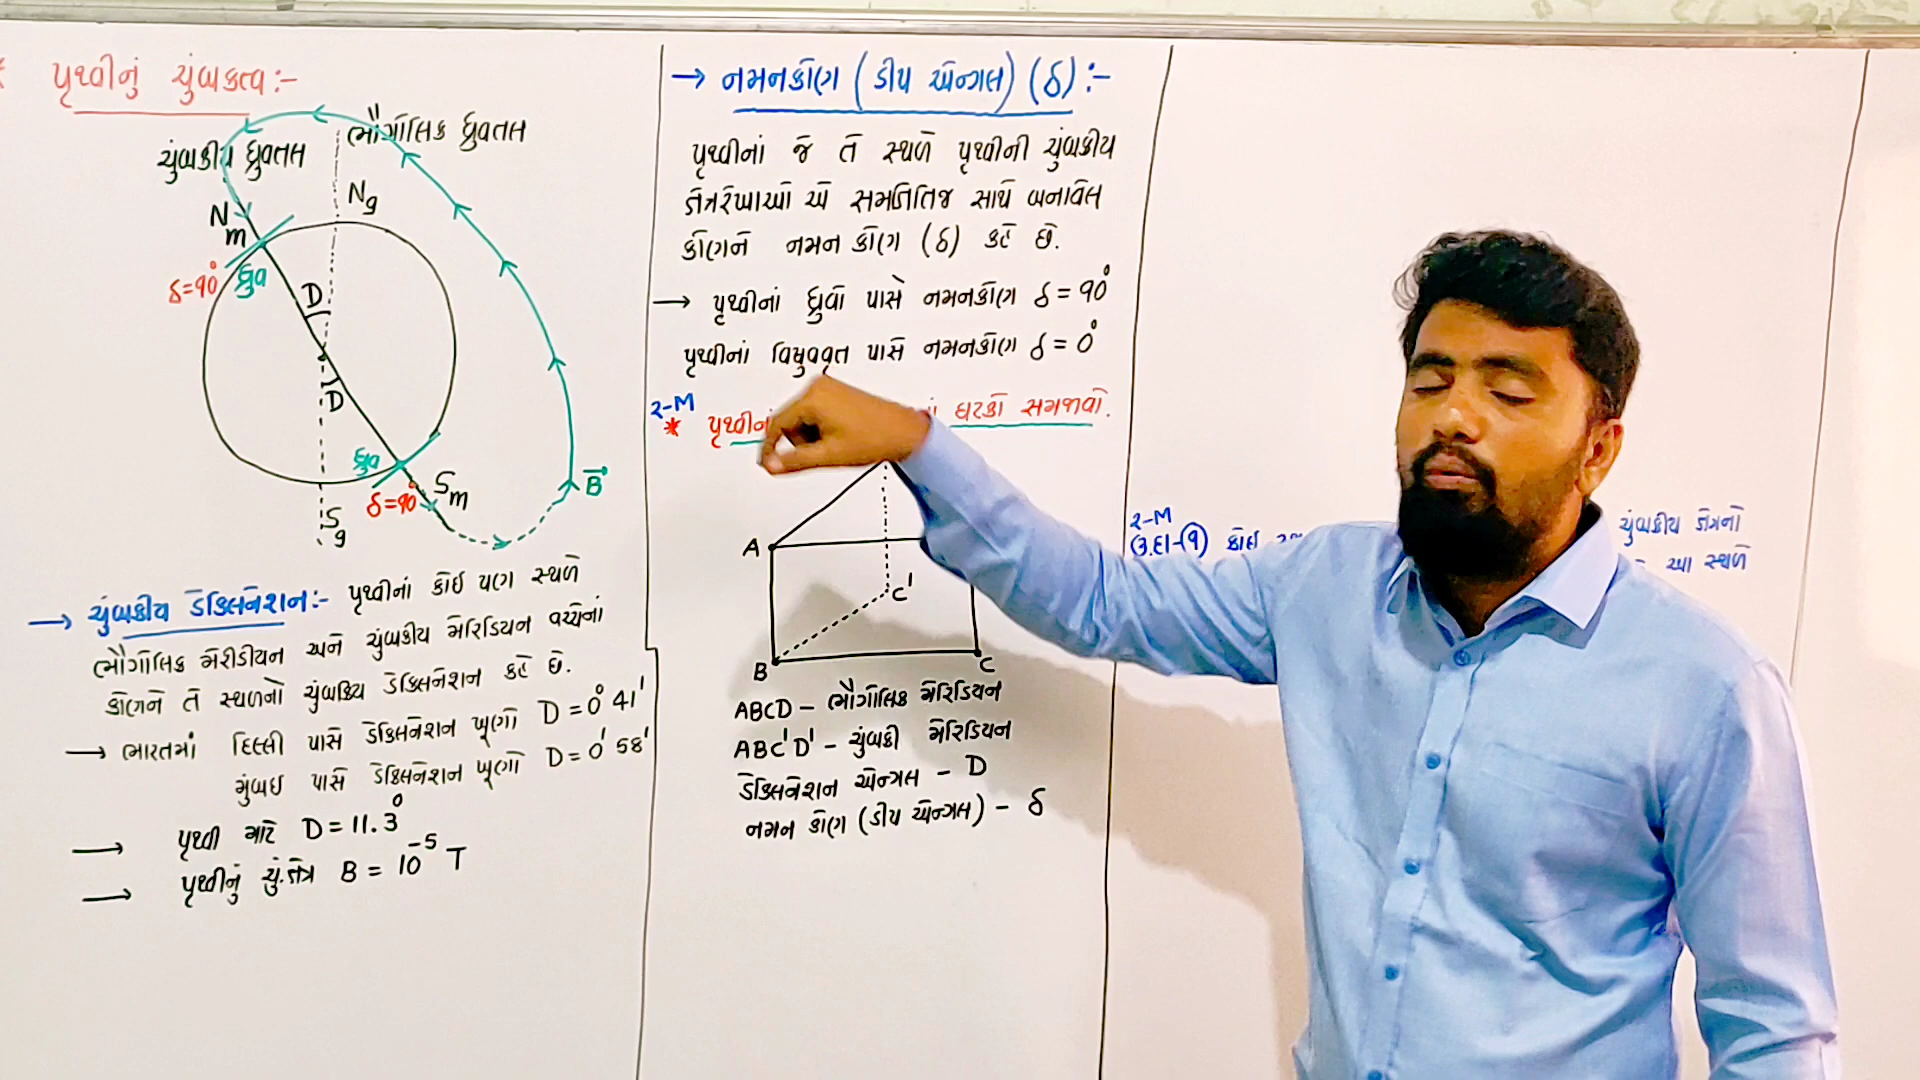 પૃથ્વીનું ચુંબકત્વ:-
ભૌગોલિક ધ્રુવતલ
ચુંબકીય ધ્રુવતલ
Ng
Nm
δ=90°
ધ્રુવ
D
D
ધ્રુવ
δ=90°
Sm
Sg
B
→ ચુંબકીય ડેક્લિનેશન:- પૃથ્વીનાં કોઈ પણ સ્થળે
ભૌગોલિક મેરીડીયન અને ચુંબકીય મેરિડિયન વચ્ચેનાં
કોણને તે સ્થળનો ચુંબકિય ડેક્લિનેશન કહે છે.
→ ભારતમાં દિલ્સી પાસે ડેક્લિનેશન ખૂણો D = 0° 41'
મુંબઇ પાસે ડેક્લિનેશન ખૂણો D = 0' 58'
→ પૃથ્વી માટે D = 11.3°
→ પૃથ્વીનું ચું.ક્ષેત્ર B = 10⁻⁵ T
→ નમનકોણ (ડીપ એન્ગલ) (δ):-
પૃથ્વીનાં જે તે સ્થળે પૃથ્વીની ચુંબકીય
ક્ષેત્રરેખાઓ એ સમક્ષિતિજ સાથે બનાવેલ
કોણને નમન કોણ (δ) કહે છે.
→ પૃથ્વીનાં ધ્રુવો પાસે નમનકોણ δ = 90°
પૃથ્વીનાં વિષુવવૃત પાસે નમનકોણ δ = 0°
2-M
* પૃથ્વીનાં ઘટકો સમજાવો.
A
C'
B
C
ABCD - ભૌગોલિક મેરિડિયન
ABC'D' - ચુંબકી મેરિડિયન
ડેક્લિનેશન એન્ગલ - D
નમન કોણ (ડીપ એન્ગલ) - δ
2-M
ઉ.દા-(1) કોઈ
ચુંબકીય ક્ષેત્રનો
આ સ્થળે